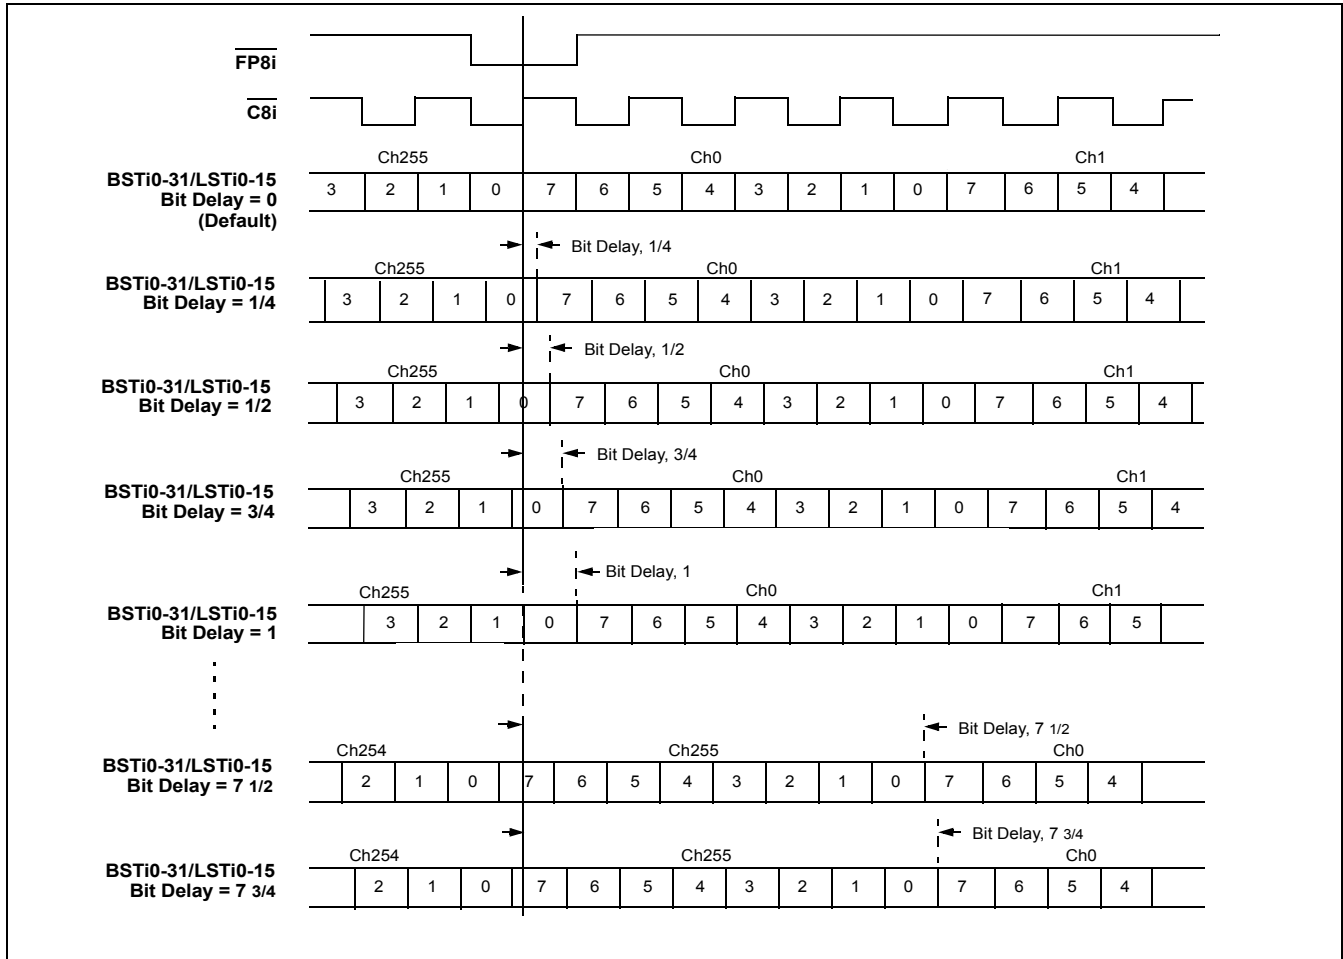 FP8i
C8i
Ch255 Ch0 Ch1
BSTi0-31/LSTi0-15
Bit Delay = 0
(Default)
3 2 1 0 7 6 5 4 3 2 1 0 7 6 5 4
Bit Delay, 1/4
Ch255 Ch0 Ch1
BSTi0-31/LSTi0-15
Bit Delay = 1/4
3 2 1 0 7 6 5 4 3 2 1 0 7 6 5 4
Bit Delay, 1/2
Ch255 Ch0 Ch1
BSTi0-31/LSTi0-15
Bit Delay = 1/2
3 2 1 0 7 6 5 4 3 2 1 0 7 6 5 4
Bit Delay, 3/4
Ch255 Ch0 Ch1
BSTi0-31/LSTi0-15
Bit Delay = 3/4
3 2 1 0 7 6 5 4 3 2 1 0 7 6 5 4
Bit Delay, 1
Ch255 Ch0 Ch1
BSTi0-31/LSTi0-15
Bit Delay = 1
3 2 1 0 7 6 5 4 3 2 1 0 7 6 5
Bit Delay, 7 1/2
Ch254 Ch255 Ch0
BSTi0-31/LSTi0-15
Bit Delay = 7 1/2
2 1 0 7 6 5 4 3 2 1 0 7 6 5 4
Bit Delay, 7 3/4
Ch254 Ch255 Ch0
BSTi0-31/LSTi0-15
Bit Delay = 7 3/4
2 1 0 7 6 5 4 3 2 1 0 7 6 5 4